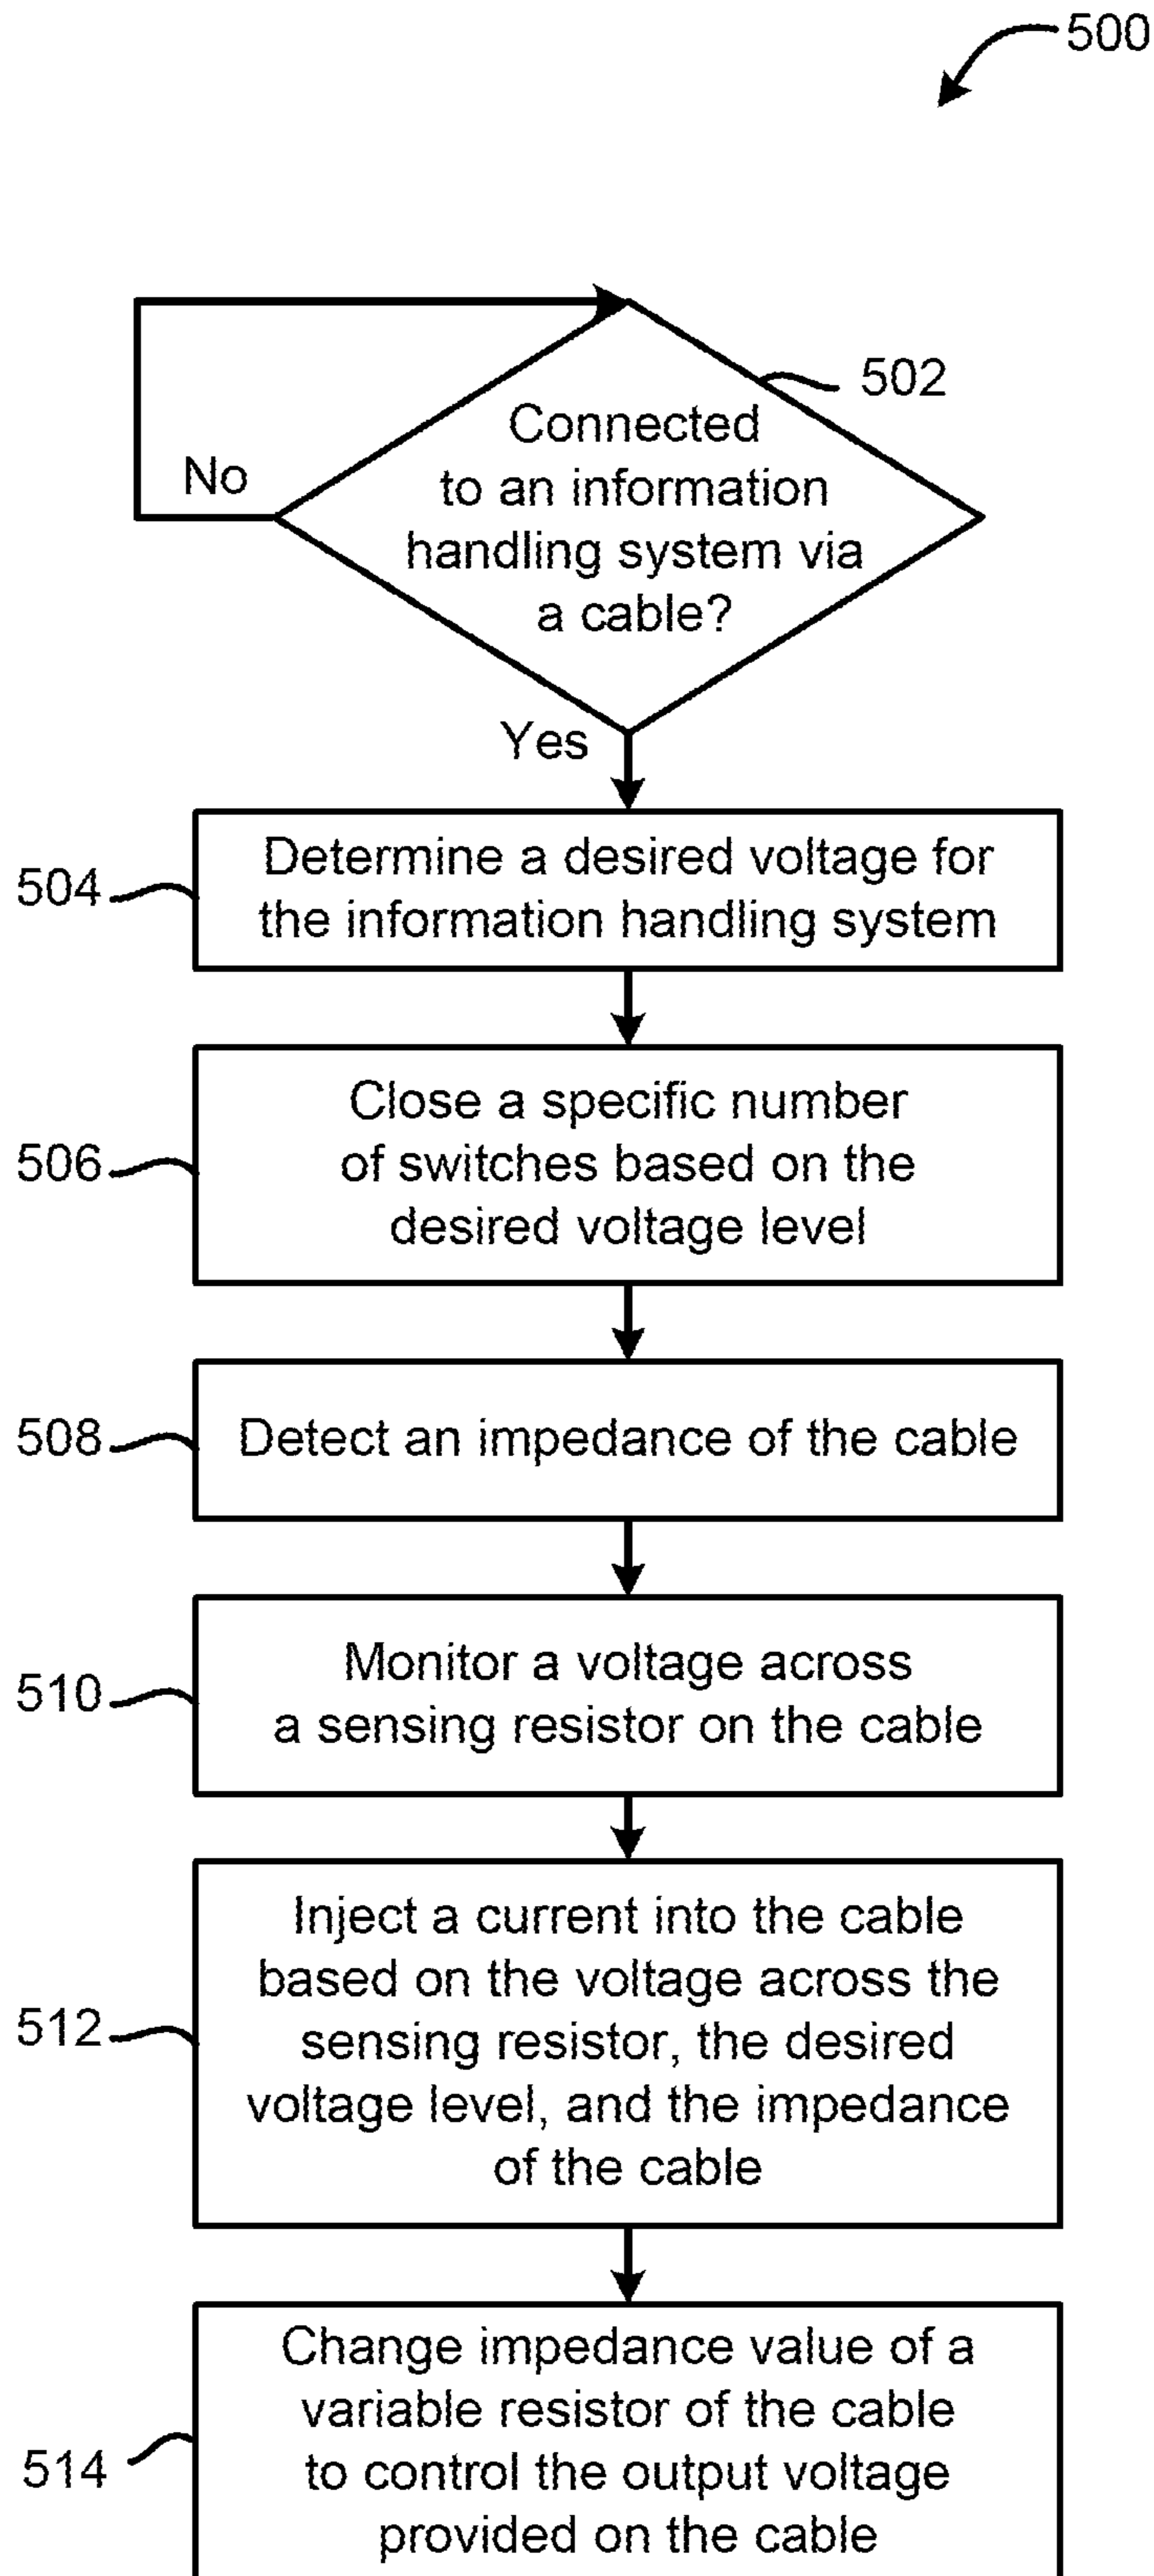 500
502
Connected
to an information
handling system via
a cable?
No
Yes
504
Determine a desired voltage for
the information handling system
506
Close a specific number
of switches based on the
desired voltage level
508
Detect an impedance of the cable
510
Monitor a voltage across
a sensing resistor on the cable
512
Inject a current into the cable
based on the voltage across the
sensing resistor, the desired
voltage level, and the impedance
of the cable
514
Change impedance value of a
variable resistor of the cable
to control the output voltage
provided on the cable